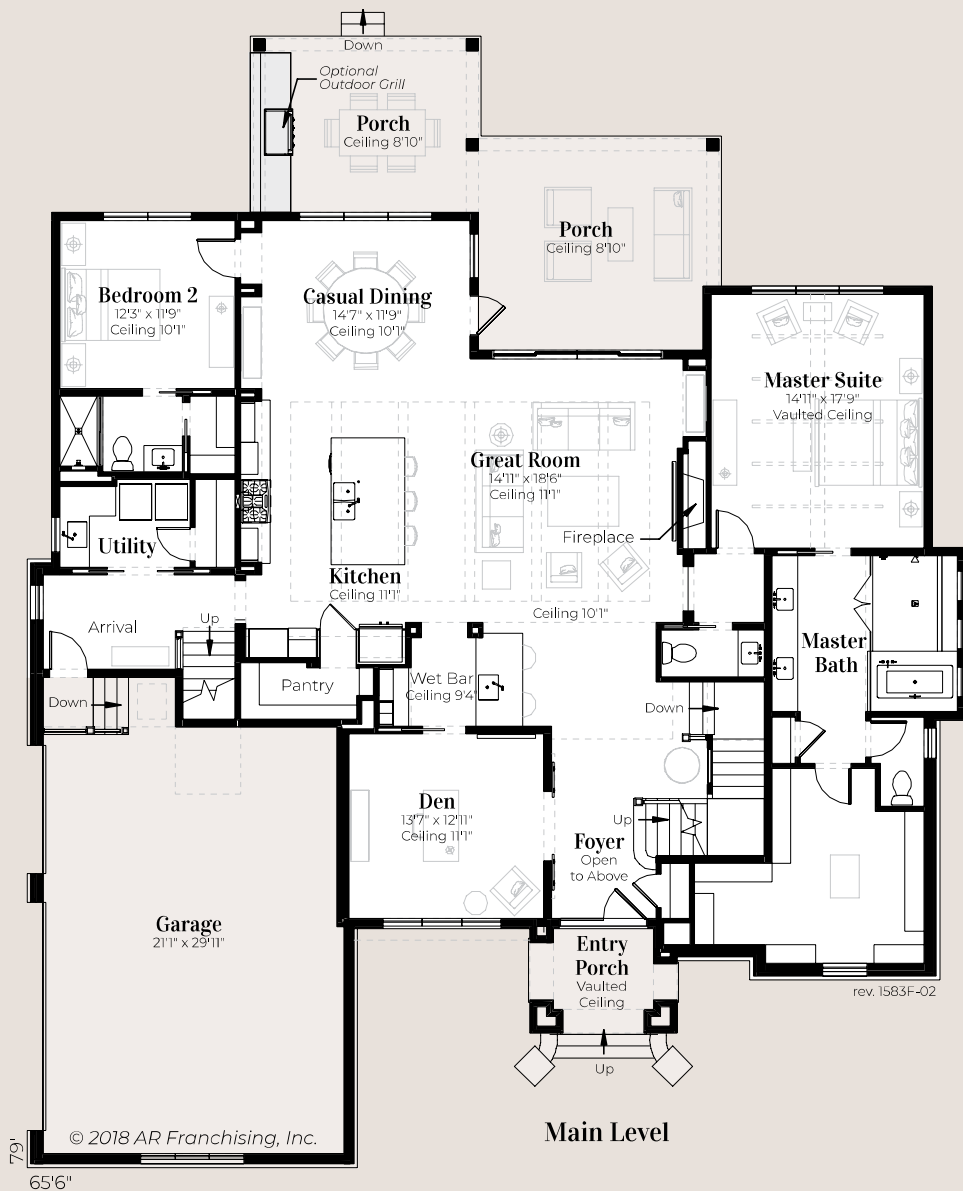 Down
Optional
Outdoor Grill
Porch
Ceiling 8'10"
Porch
Ceiling 8'10"
Bedroom 2
12'3" x 11'9"
Ceiling 10'1"
Casual Dining
14'7" x 11'9"
Ceiling 10'1"
Master Suite
14'11" x 17'9"
Vaulted Ceiling
Great Room
14'11" x 18'6"
Ceiling 11'1"
Fireplace
Utility
Kitchen
Ceiling 11'1"
Ceiling 10'1"
Arrival
Up
Master
Bath
Pantry
Wet Bar
Ceiling 9'4"
Down
Down
Den
13'7" x 12'11"
Ceiling 11'1"
Up
Foyer
Open
to Above
Garage
21'1" x 29'11"
Entry
Porch
Vaulted
Ceiling
rev. 1583F-02
Up
Main Level
© 2018 AR Franchising, Inc.
79'
65'6"